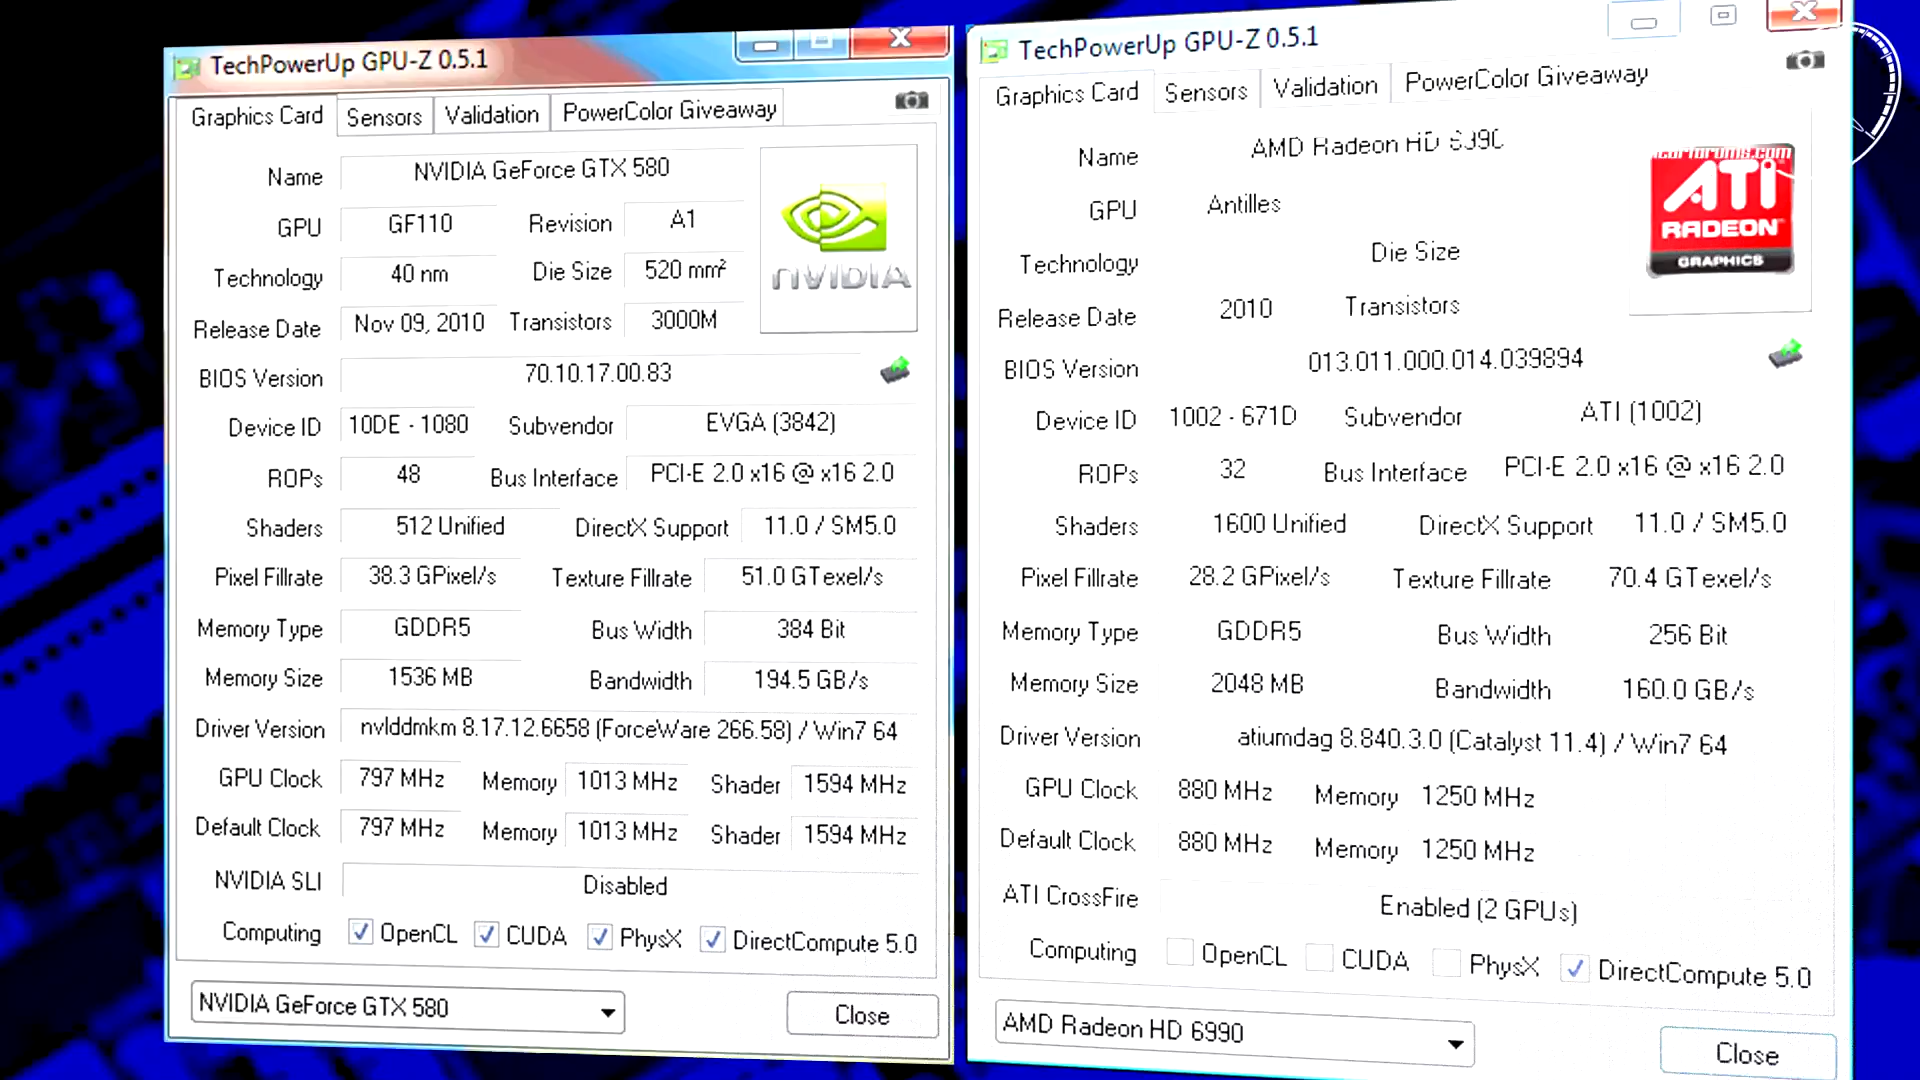 TechPowerUp GPU-Z 0.5.1
Graphics Card Sensors Validation PowerColor Giveaway
Name NVIDIA GeForce GTX 580
GPU GF110 Revision A1
Technology 40 nm Die Size 520 mm²
Release Date Nov 09, 2010 Transistors 3000M
BIOS Version 70.10.17.00.83
Device ID 10DE - 1080 Subvendor EVGA (3842)
ROPs 48 Bus Interface PCI-E 2.0 x16 @ x16 2.0
Shaders 512 Unified DirectX Support 11.0 / SM5.0
Pixel Fillrate 38.3 GPixel/s Texture Fillrate 51.0 GTexel/s
Memory Type GDDR5 Bus Width 384 Bit
Memory Size 1536 MB Bandwidth 194.5 GB/s
Driver Version nvlddmkm 8.17.12.6658 (ForceWare 266.58) / Win7 64
GPU Clock 797 MHz Memory 1013 MHz Shader 1594 MHz
Default Clock 797 MHz Memory 1013 MHz Shader 1594 MHz
NVIDIA SLI Disabled
Computing OpenCL CUDA PhysX DirectCompute 5.0
NVIDIA GeForce GTX 580 Close
nVIDIA
TechPowerUp GPU-Z 0.5.1
Graphics Card Sensors Validation PowerColor Giveaway
Name AMD Radeon HD 6990
GPU Antilles
Technology Die Size
Release Date 2010 Transistors
BIOS Version 013.011.000.014.039894
Device ID 1002 - 671D Subvendor ATI (1002)
ROPs 32 Bus Interface PCI-E 2.0 x16 @ x16 2.0
Shaders 1600 Unified DirectX Support 11.0 / SM5.0
Pixel Fillrate 28.2 GPixel/s Texture Fillrate 70.4 GTexel/s
Memory Type GDDR5 Bus Width 256 Bit
Memory Size 2048 MB Bandwidth 160.0 GB/s
Driver Version atiumdag 8.840.3.0 (Catalyst 11.4) / Win7 64
GPU Clock 880 MHz Memory 1250 MHz
Default Clock 880 MHz Memory 1250 MHz
ATI CrossFire Enabled (2 GPUs)
Computing OpenCL CUDA PhysX DirectCompute 5.0
AMD Radeon HD 6990 Close
ATI
RADEON
GRAPHICS